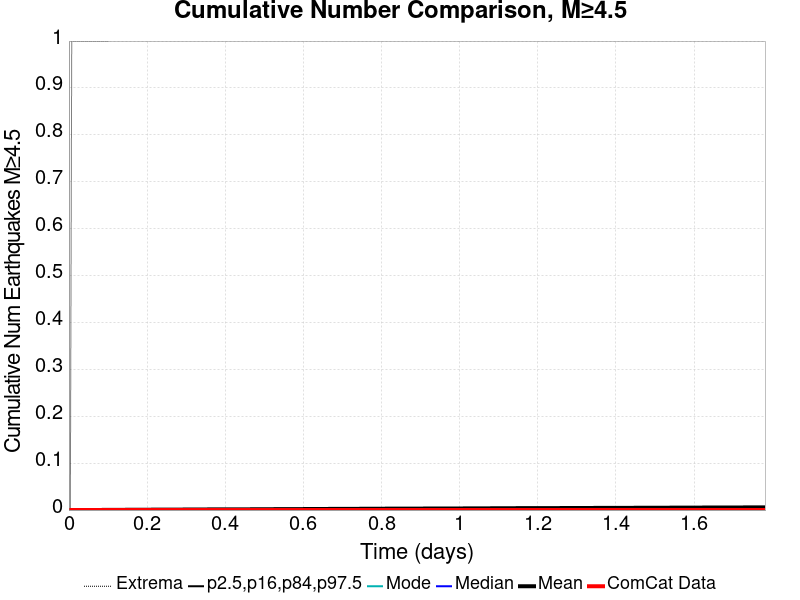 Cumulative Number Comparison, M≥4.5
Cumulative Num Earthquakes M≥4.5
1
0.9
0.8
0.7
0.6
0.5
0.4
0.3
0.2
0.1
0
0 0.2 0.4 0.6 0.8 1 1.2 1.4 1.6
Time (days)
Extrema p2.5,p16,p84,p97.5 Mode Median Mean ComCat Data